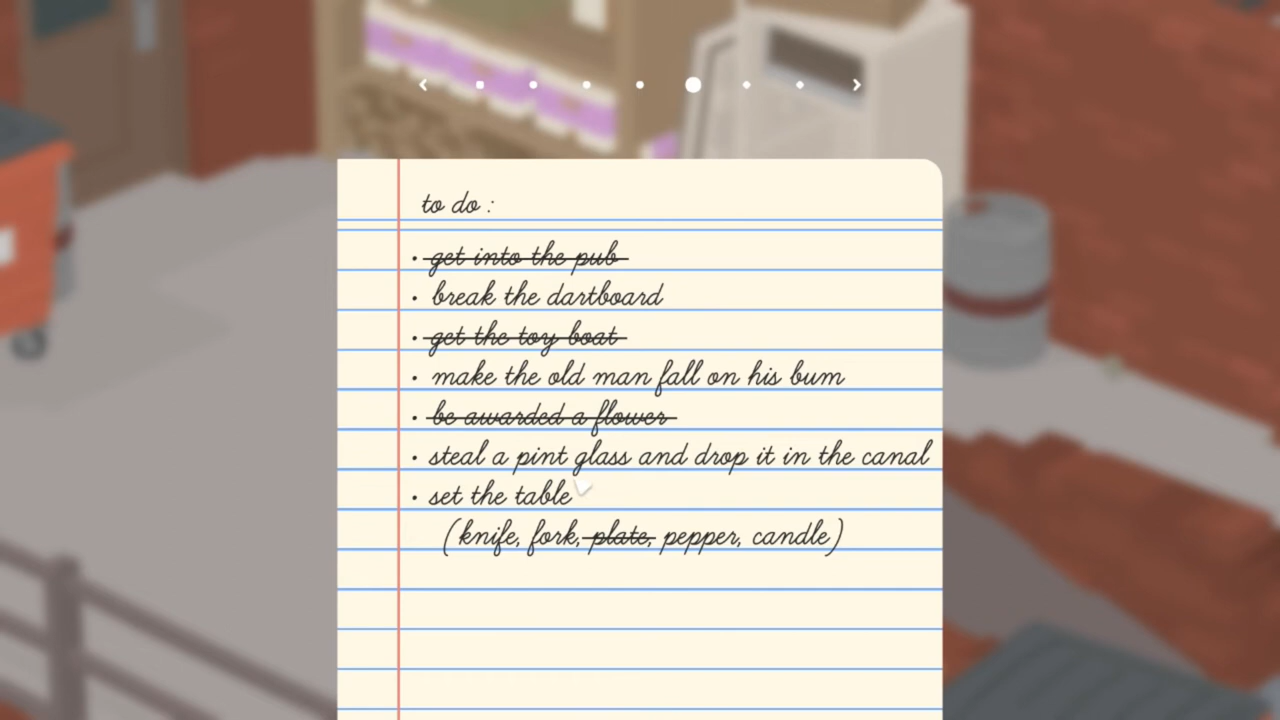 to do :
• get into the pub
• break the dartboard
• get the toy boat
• make the old man fall on his bum
• be awarded a flower
• steal a pint glass and drop it in the canal
• set the table
(knife, fork, plate, pepper, candle)